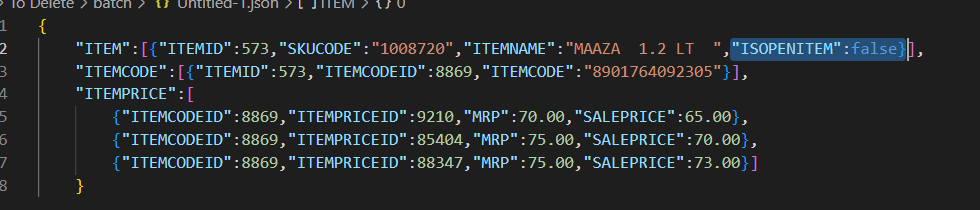 To Delete > batch > {} Untitled-1.json > [ ] ITEM > {} 0
1 {
2 "ITEM":[{"ITEMID":573,"SKUCODE":"1008720","ITEMNAME":"MAAZA  1.2 LT  ","ISOPENITEM":false}],
3 "ITEMCODE":[{"ITEMID":573,"ITEMCODEID":8869,"ITEMCODE":"8901764092305"}],
4 "ITEMPRICE":[
5 {"ITEMCODEID":8869,"ITEMPRICEID":9210,"MRP":70.00,"SALEPRICE":65.00},
6 {"ITEMCODEID":8869,"ITEMPRICEID":85404,"MRP":75.00,"SALEPRICE":70.00},
7 {"ITEMCODEID":8869,"ITEMPRICEID":88347,"MRP":75.00,"SALEPRICE":73.00}]
8 }